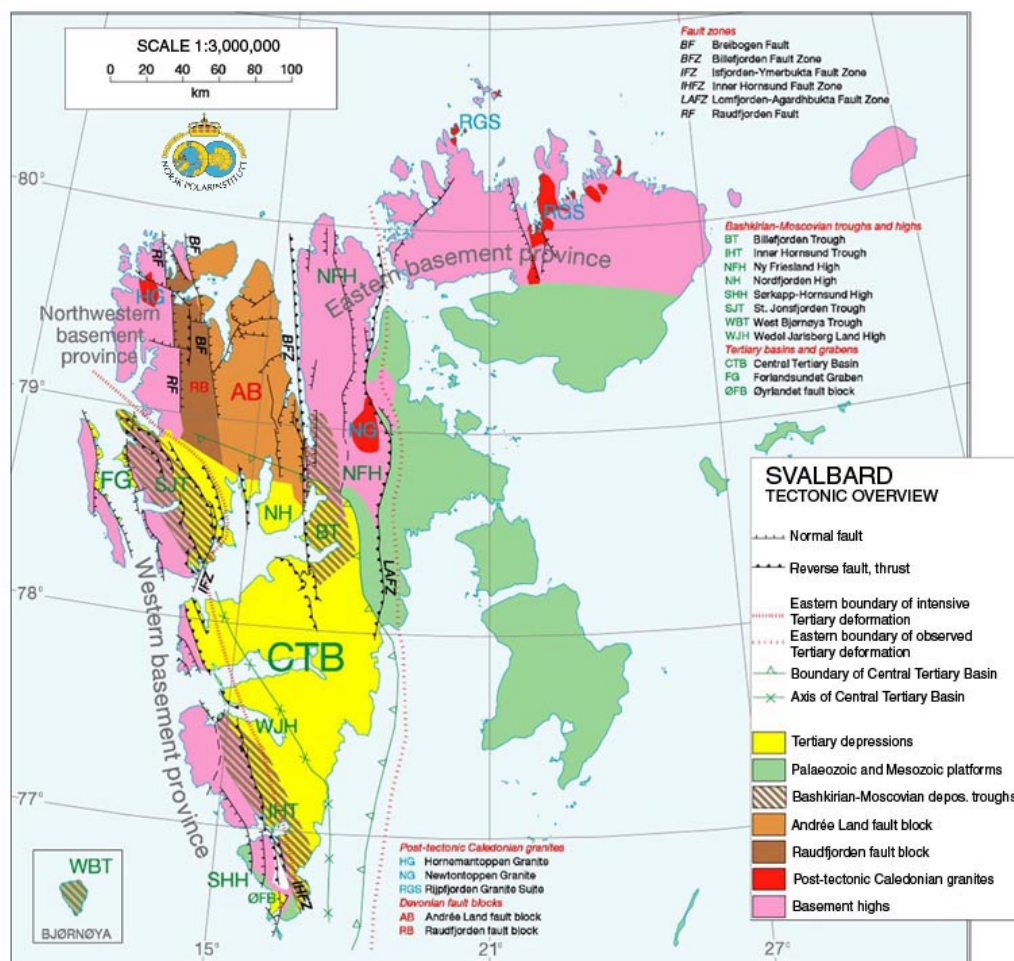 SCALE 1:3,000,000
0 20 40 60 80 100
km
NORSK POLARINSTITUTT
Fault zones
BF Breibogen Fault
BFZ Billefjorden Fault Zone
IFZ Isfjorden-Ymerbukta Fault Zone
IHFZ Inner Hornsund Fault Zone
LAFZ Lomfjorden-Agardhbukta Fault Zone
RF Raudfjorden Fault
Bashkirian-Moscovian troughs and highs
BT Billefjorden Trough
IHT Inner Hornsund Trough
NFH Ny Friesland High
NH Nordfjorden High
SHH Sørkapp-Hornsund High
SJT St. Jonsfjorden Trough
WBT West Bjørnøya Trough
WJH Wedel Jarlsberg Land High
Tertiary basins and grabens
CTB Central Tertiary Basin
FG Forlandsundet Graben
ØFB Øyrlandet fault block
80°
79°
78°
77°
15°
21°
27°
RGS
RGS
RF
BF
HG
Northwestern
basement
province
BF
RF
RB
AB
BFZ
NFH
Eastern basement province
NG
NFH
FG
SJT
NH
BT
LAFZ
IFZ
Western basement province
CTB
WJH
IHT
SHH
ØFB
IHFZ
WBT
BJØRNØYA
Post-tectonic Caledonian granites
HG Hornemantoppen Granite
NG Newtontoppen Granite
RGS Rijpfjorden Granite Suite
Devonian fault blocks
AB Andrée Land fault block
RB Raudfjorden fault block
SVALBARD
TECTONIC OVERVIEW
Normal fault
Reverse fault, thrust
Eastern boundary of intensive
Tertiary deformation
Eastern boundary of observed
Tertiary deformation
Boundary of Central Tertiary Basin
Axis of Central Tertiary Basin
Tertiary depressions
Palaeozoic and Mesozoic platforms
Bashkirian-Moscovian depos. troughs
Andrée Land fault block
Raudfjorden fault block
Post-tectonic Caledonian granites
Basement highs